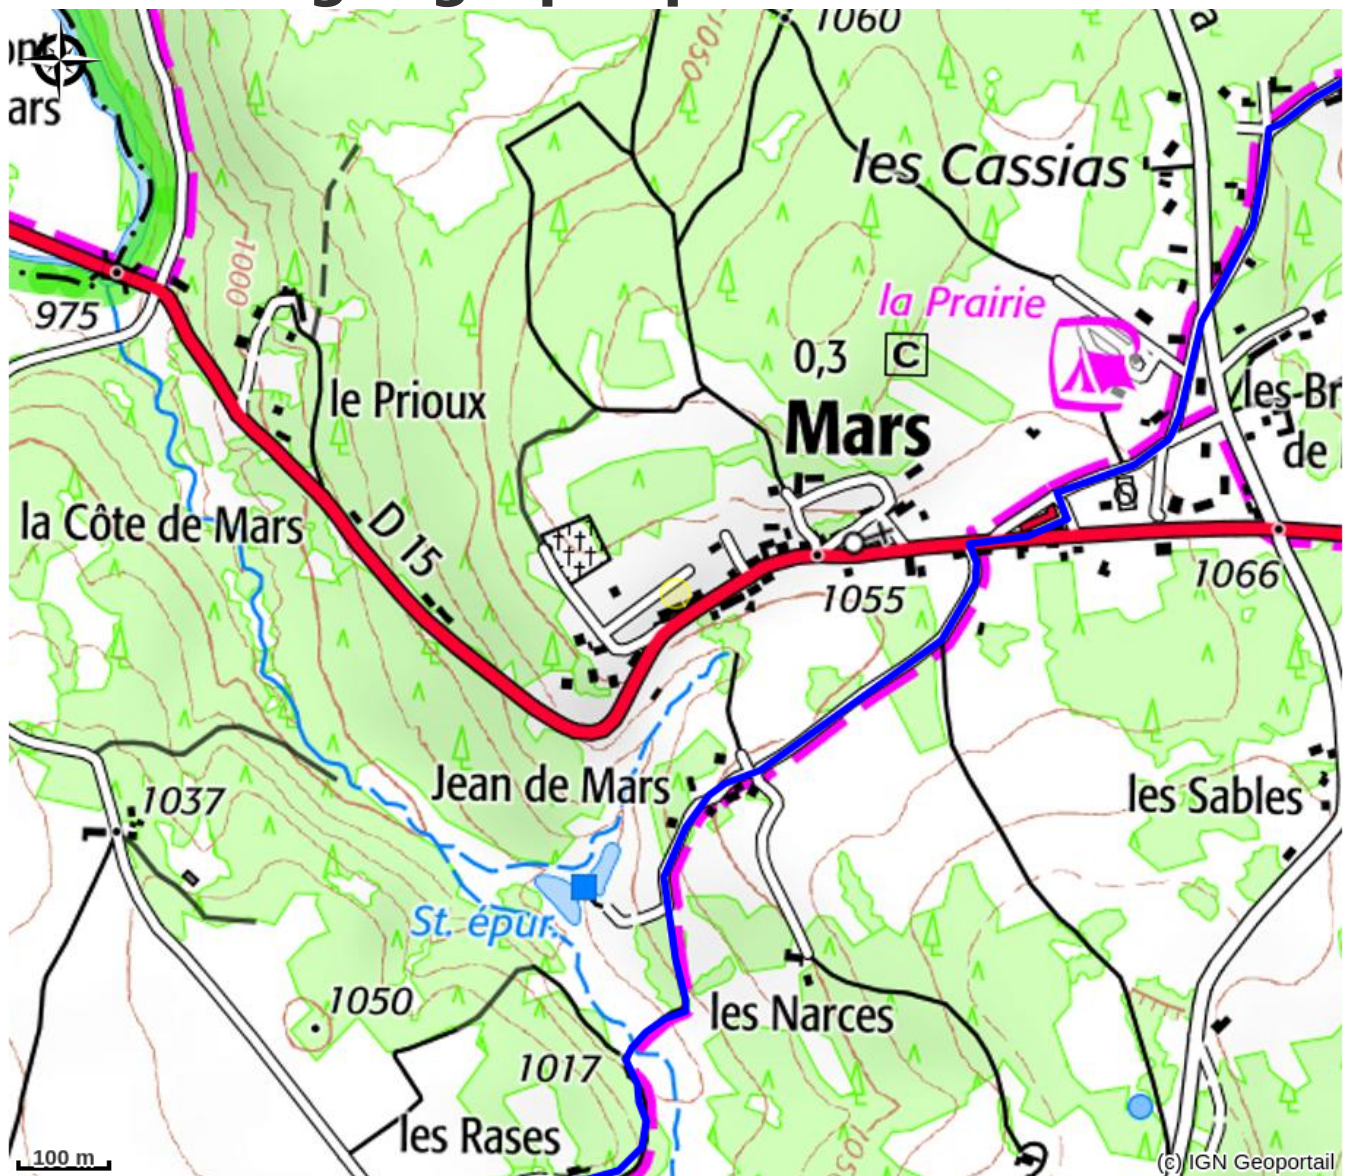 1060
1050
les Cassias
ars
1000
975
la Prairie
0,3 C
Mars
le Prioux
les Br
de
la Côte de Mars
D 15
S
1066
1055
Jean de Mars
les Sables
1037
St. épur.
1050
les Narces
1017
les Rases
100 m
(c) IGN Geoportail